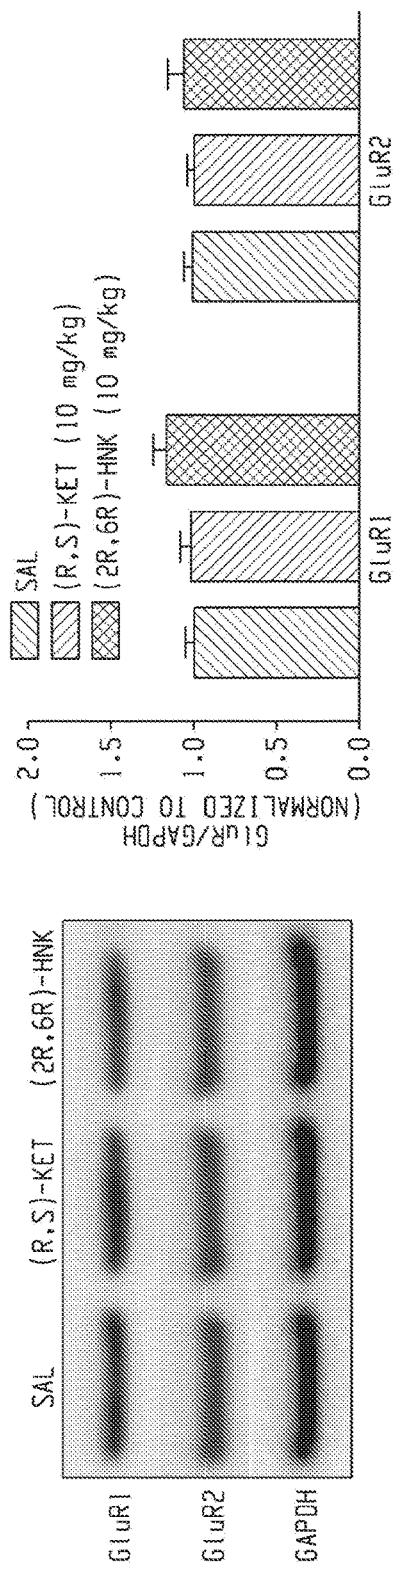 SAL (R,S)-KET (2R,6R)-HNK
GluR1
GluR2
GAPDH
GluR/GAPDH
(NORMALIZED TO CONTROL)
2.0
1.5
1.0
0.5
0.0
SAL
(R,S)-KET (10 mg/kg)
(2R,6R)-HNK (10 mg/kg)
GluR1 GluR2